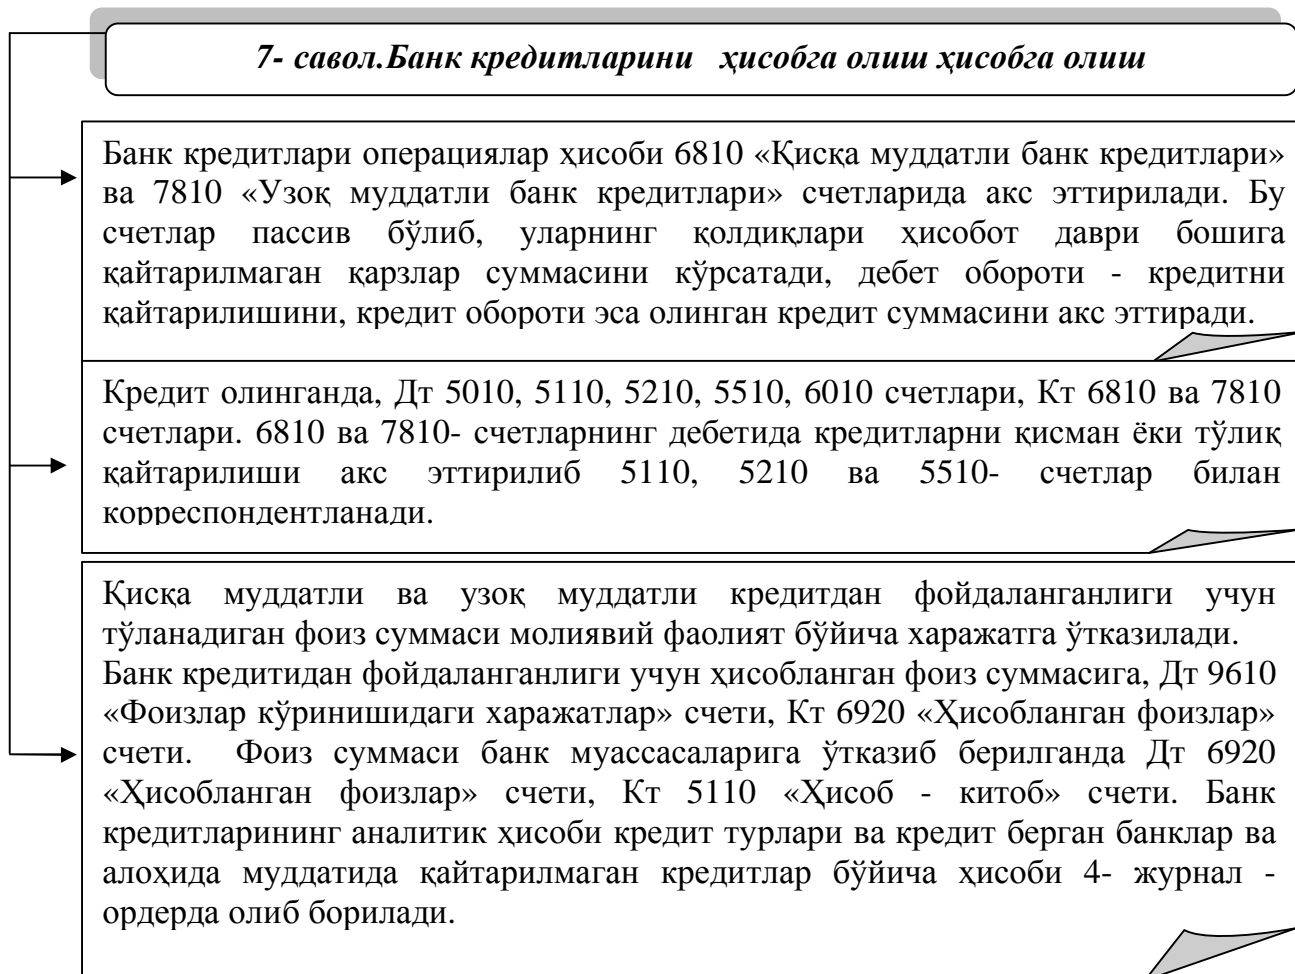 7- савол.Банк кредитларини ҳисобга олиш ҳисобга олиш
Банк кредитлари операциялар ҳисоби 6810 «Қисқа муддатли банк кредитлари»
ва 7810 «Узоқ муддатли банк кредитлари» счетларида акс эттирилади. Бу
счетлар пассив бўлиб, уларнинг қолдиқлари ҳисобот даври бошига
қайтарилмаган қарзлар суммасини кўрсатади, дебет обороти - кредитни
қайтарилишини, кредит обороти эса олинган кредит суммасини акс эттиради.
Кредит олинганда, Дт 5010, 5110, 5210, 5510, 6010 счетлари, Кт 6810 ва 7810
счетлари. 6810 ва 7810- счетларнинг дебетида кредитларни қисман ёки тўлиқ
қайтарилиши акс эттирилиб 5110, 5210 ва 5510- счетлар билан
корреспондентланади.
Қисқа муддатли ва узоқ муддатли кредитдан фойдаланганлиги учун
тўланадиган фоиз суммаси молиявий фаолият бўйича харажатга ўтказилади.
Банк кредитидан фойдаланганлиги учун ҳисобланган фоиз суммасига, Дт 9610
«Фоизлар кўринишидаги харажатлар» счети, Кт 6920 «Ҳисобланган фоизлар»
счети. Фоиз суммаси банк муассасаларига ўтказиб берилганда Дт 6920
«Ҳисобланган фоизлар» счети, Кт 5110 «Ҳисоб - китоб» счети. Банк
кредитларининг аналитик ҳисоби кредит турлари ва кредит берган банклар ва
алоҳида муддатида қайтарилмаган кредитлар бўйича ҳисоби 4- журнал -
ордерда олиб борилади.